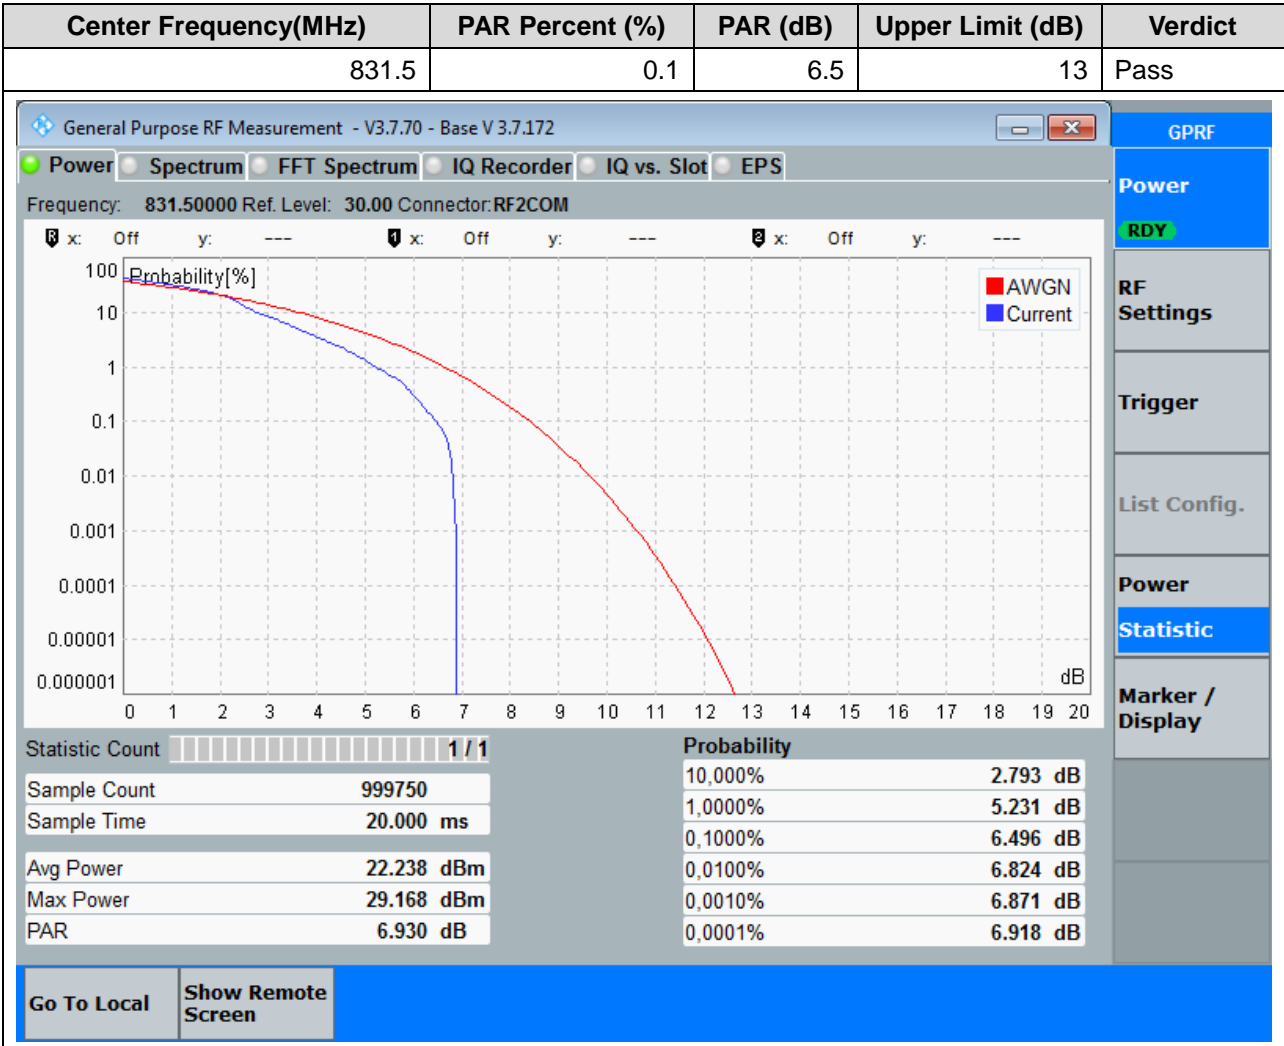 Center Frequency(MHz) PAR Percent (%) PAR (dB) Upper Limit (dB) Verdict
831.5 0.1 6.5 13 Pass
General Purpose RF Measurement - V3.7.70 - Base V 3.7.172
GPRF
Power Spectrum FFT Spectrum IQ Recorder IQ vs. Slot EPS
Frequency: 831.50000 Ref. Level: 30.00 Connector: RF2COM
R x: Off y: --- 1 x: Off y: --- 2 x: Off y: ---
Probability[%]
AWGN
Current
100
10
1
0.1
0.01
0.001
0.0001
0.00001
0.000001
dB
0 1 2 3 4 5 6 7 8 9 10 11 12 13 14 15 16 17 18 19 20
Statistic Count 1 / 1
Sample Count 999750
Sample Time 20.000 ms
Avg Power 22.238 dBm
Max Power 29.168 dBm
PAR 6.930 dB
Probability
10,000% 2.793 dB
1,0000% 5.231 dB
0,1000% 6.496 dB
0,0100% 6.824 dB
0,0010% 6.871 dB
0,0001% 6.918 dB
Power
RDY
RF
Settings
Trigger
List Config.
Power
Statistic
Marker /
Display
Go To Local
Show Remote
Screen